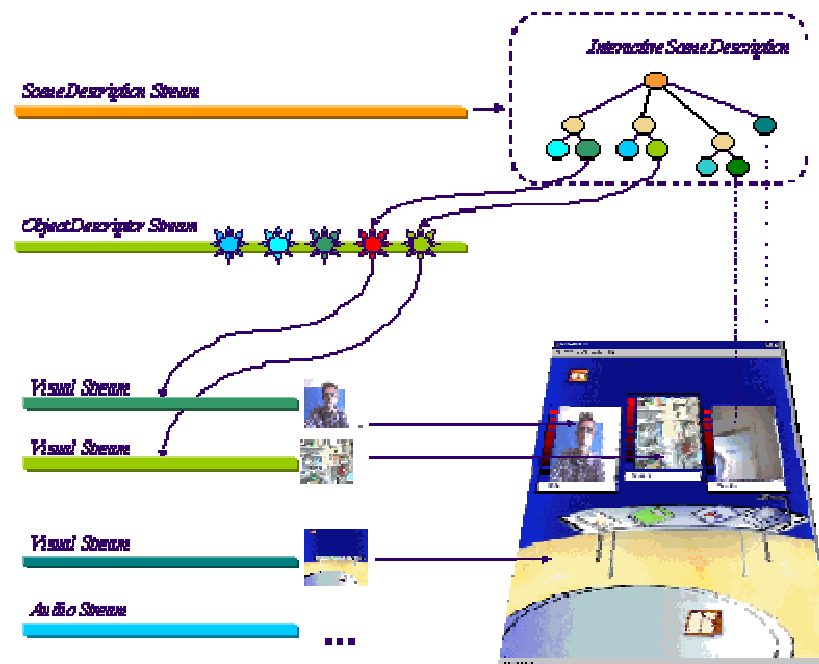 Interactive Scene Description
Scene Description Stream
Object Descriptor Stream
Visual Stream
Visual Stream
Visual Stream
Audio Stream
...